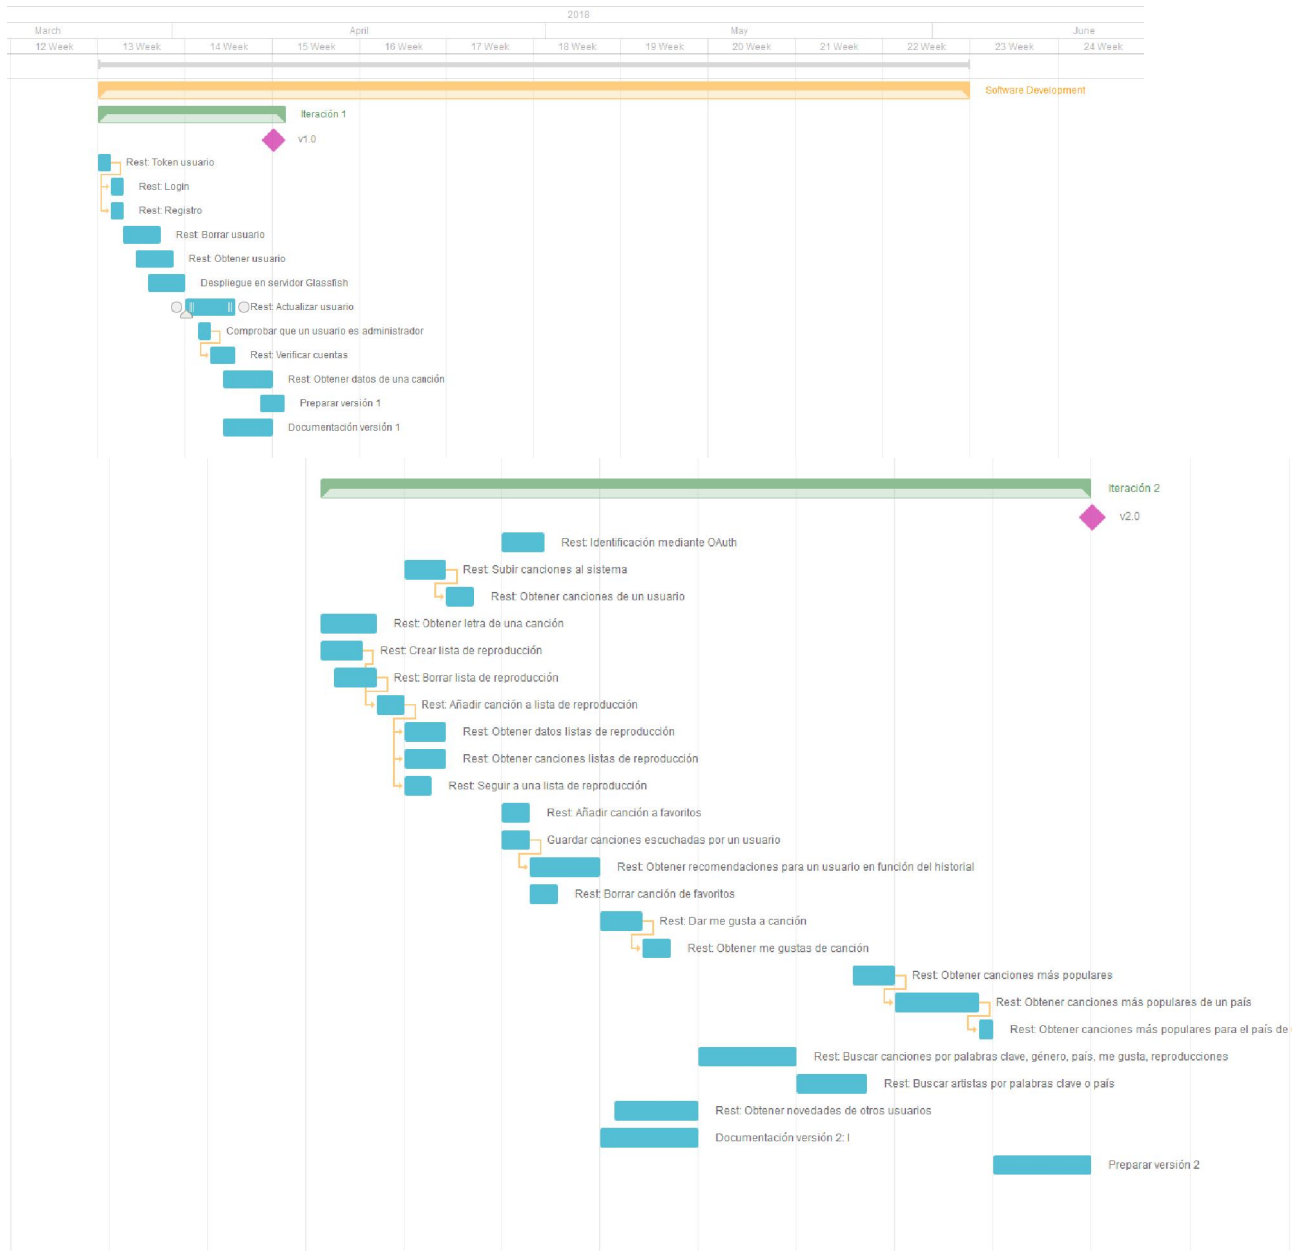 2018
March April May June
12 Week 13 Week 14 Week 15 Week 16 Week 17 Week 18 Week 19 Week 20 Week 21 Week 22 Week 23 Week 24 Week
Software Development
Iteración 1
v1.0
Rest: Token usuario
Rest: Login
Rest: Registro
Rest: Borrar usuario
Rest: Obtener usuario
Despliegue en servidor Glassfish
Rest: Actualizar usuario
Comprobar que un usuario es administrador
Rest: Verificar cuentas
Rest: Obtener datos de una canción
Preparar versión 1
Documentación versión 1
Iteración 2
v2.0
Rest: Identificación mediante OAuth
Rest: Subir canciones al sistema
Rest: Obtener canciones de un usuario
Rest: Obtener letra de una canción
Rest: Crear lista de reproducción
Rest: Borrar lista de reproducción
Rest: Añadir canción a lista de reproducción
Rest: Obtener datos listas de reproducción
Rest: Obtener canciones listas de reproducción
Rest: Seguir a una lista de reproducción
Rest: Añadir canción a favoritos
Guardar canciones escuchadas por un usuario
Rest: Obtener recomendaciones para un usuario en función del historial
Rest: Borrar canción de favoritos
Rest: Dar me gusta a canción
Rest: Obtener me gustas de canción
Rest: Obtener canciones más populares
Rest: Obtener canciones más populares de un país
Rest: Obtener canciones más populares para el país de
Rest: Buscar canciones por palabras clave, género, país, me gusta, reproducciones
Rest: Buscar artistas por palabras clave o país
Rest: Obtener novedades de otros usuarios
Documentación versión 2: I
Preparar versión 2